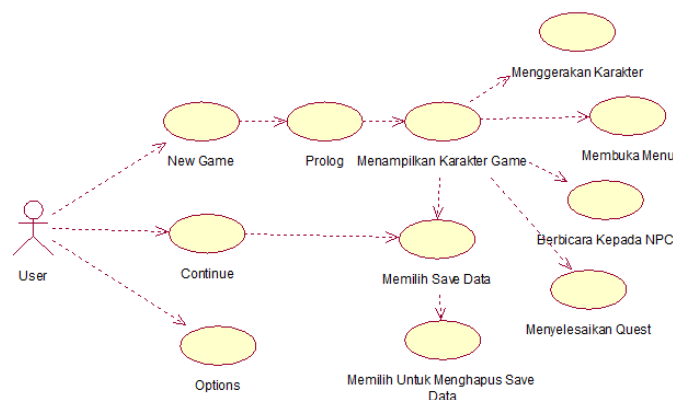 Menggerakan Karakter
New Game
Prolog
Menampilkan Karakter Game
Membuka Menu
Berbicara Kepada NPC
User
Continue
Memilih Save Data
Menyelesaikan Quest
Options
Memilih Untuk Menghapus Save
Data